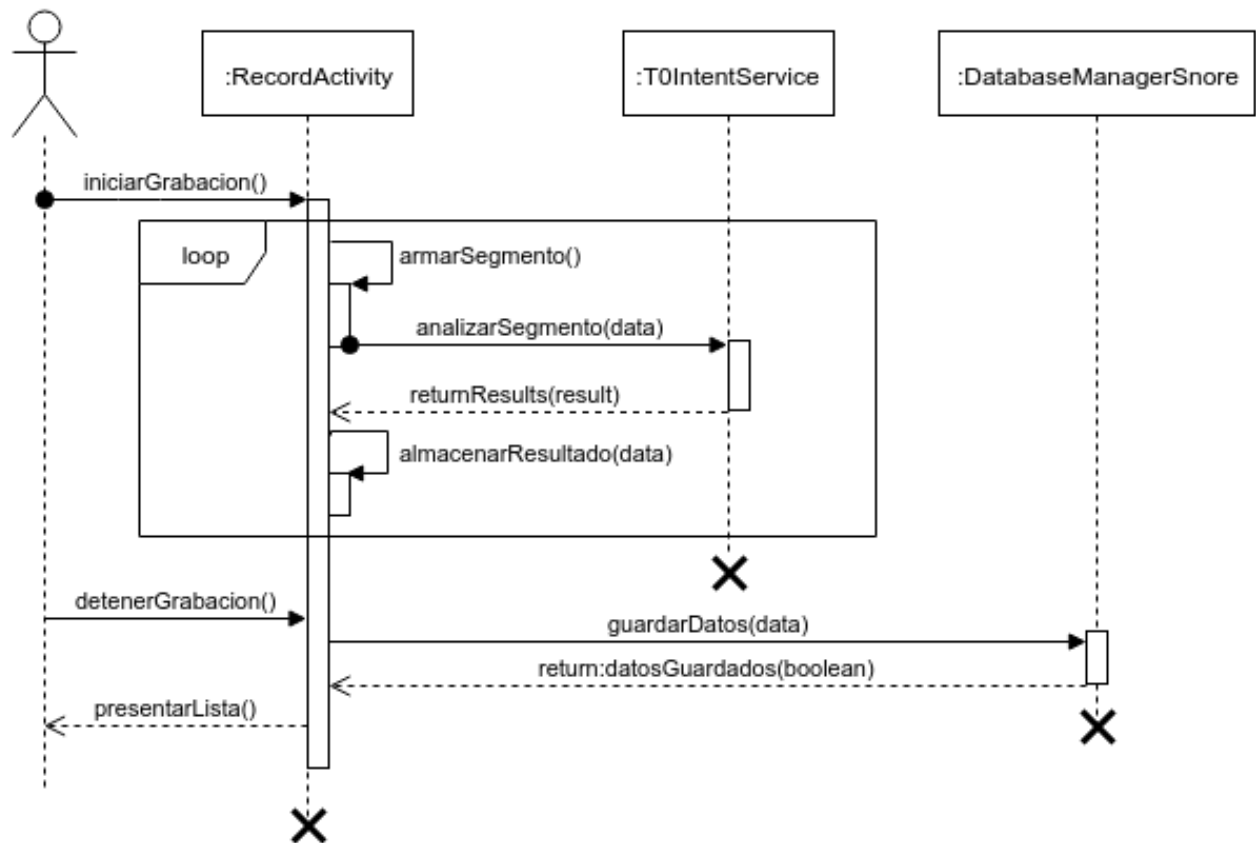 :RecordActivity
:T0IntentService
:DatabaseManagerSnore
iniciarGrabacion()
loop
armarSegmento()
analizarSegmento(data)
returnResults(result)
almacenarResultado(data)
detenerGrabacion()
guardarDatos(data)
return:datosGuardados(boolean)
presentarLista()